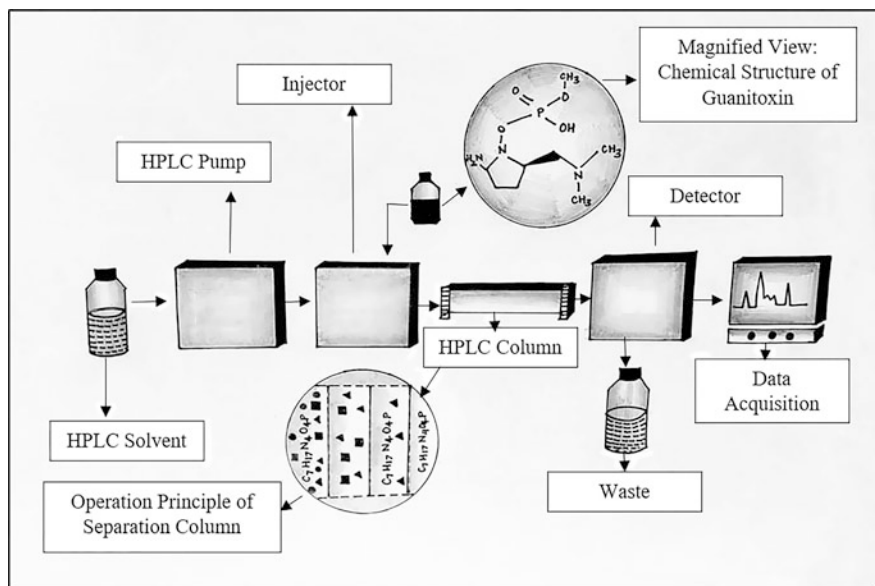 Magnified View:
Chemical Structure of
Guanitoxin
Injector
HPLC Pump
Detector
CH3
O
O
P
OH
O
N
H2N
N
CH3
CH3
HPLC Column
Data
Acquisition
HPLC Solvent
C7H17N4O4P
C7H17N4O4P
C7H17N4O4P
Operation Principle of
Separation Column
Waste